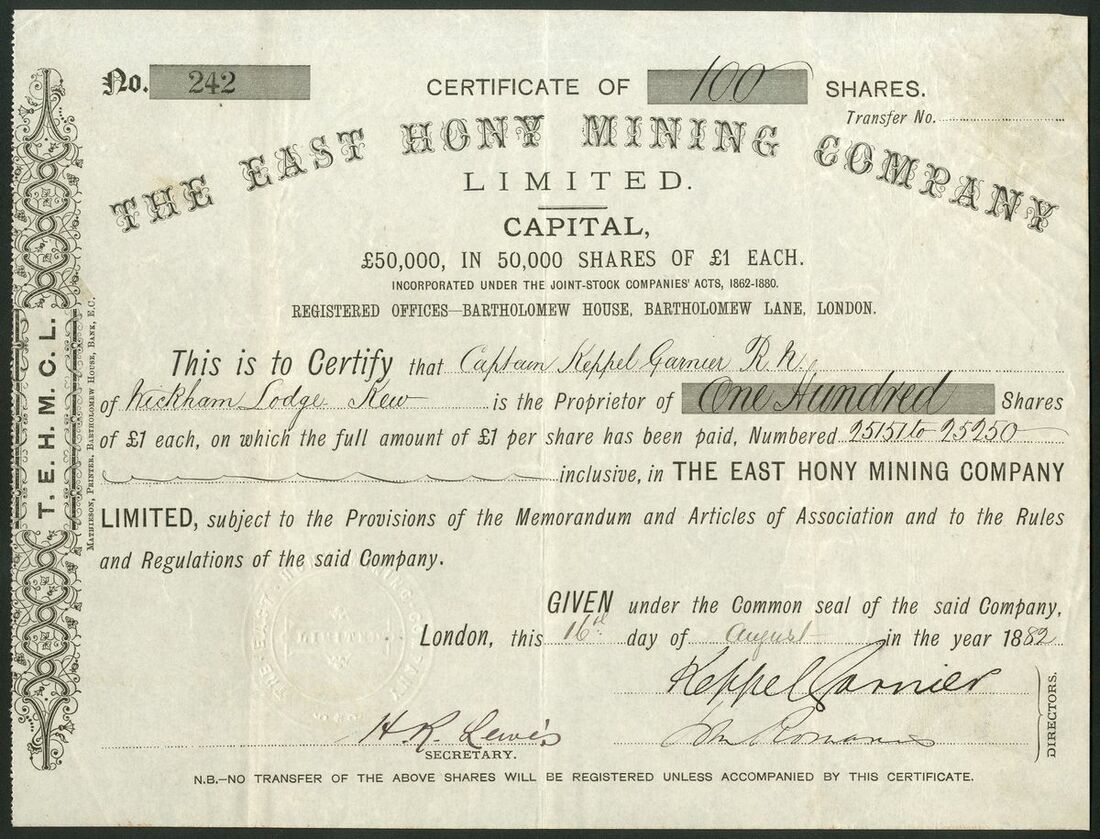 No. 242
CERTIFICATE OF 100 SHARES.
Transfer No.
THE EAST HONY MINING COMPANY
LIMITED.
CAPITAL,
£50,000, IN 50,000 SHARES OF £1 EACH.
INCORPORATED UNDER THE JOINT-STOCK COMPANIES' ACTS, 1862-1880.
REGISTERED OFFICES—BARTHOLOMEW HOUSE, BARTHOLOMEW LANE, LONDON.
This is to Certify that Captain Keppel Garnier R.N.
of Wickham Lodge Kew is the Proprietor of One Hundred Shares
of £1 each, on which the full amount of £1 per share has been paid, Numbered 25151 to 25250
inclusive, in THE EAST HONY MINING COMPANY
LIMITED, subject to the Provisions of the Memorandum and Articles of Association and to the Rules
and Regulations of the said Company.
GIVEN under the Common seal of the said Company,
London, this 16th day of August in the year 1882
Keppel Garnier
H. R. Lewis
SECRETARY.
DIRECTORS.
N.B.—NO TRANSFER OF THE ABOVE SHARES WILL BE REGISTERED UNLESS ACCOMPANIED BY THIS CERTIFICATE.
T. E. H. M. C. L.
MATHIESON, PRINTER, BARTHOLOMEW HOUSE, BANK, E.C.
THE EAST HONY MINING COMPANY
LIMITED